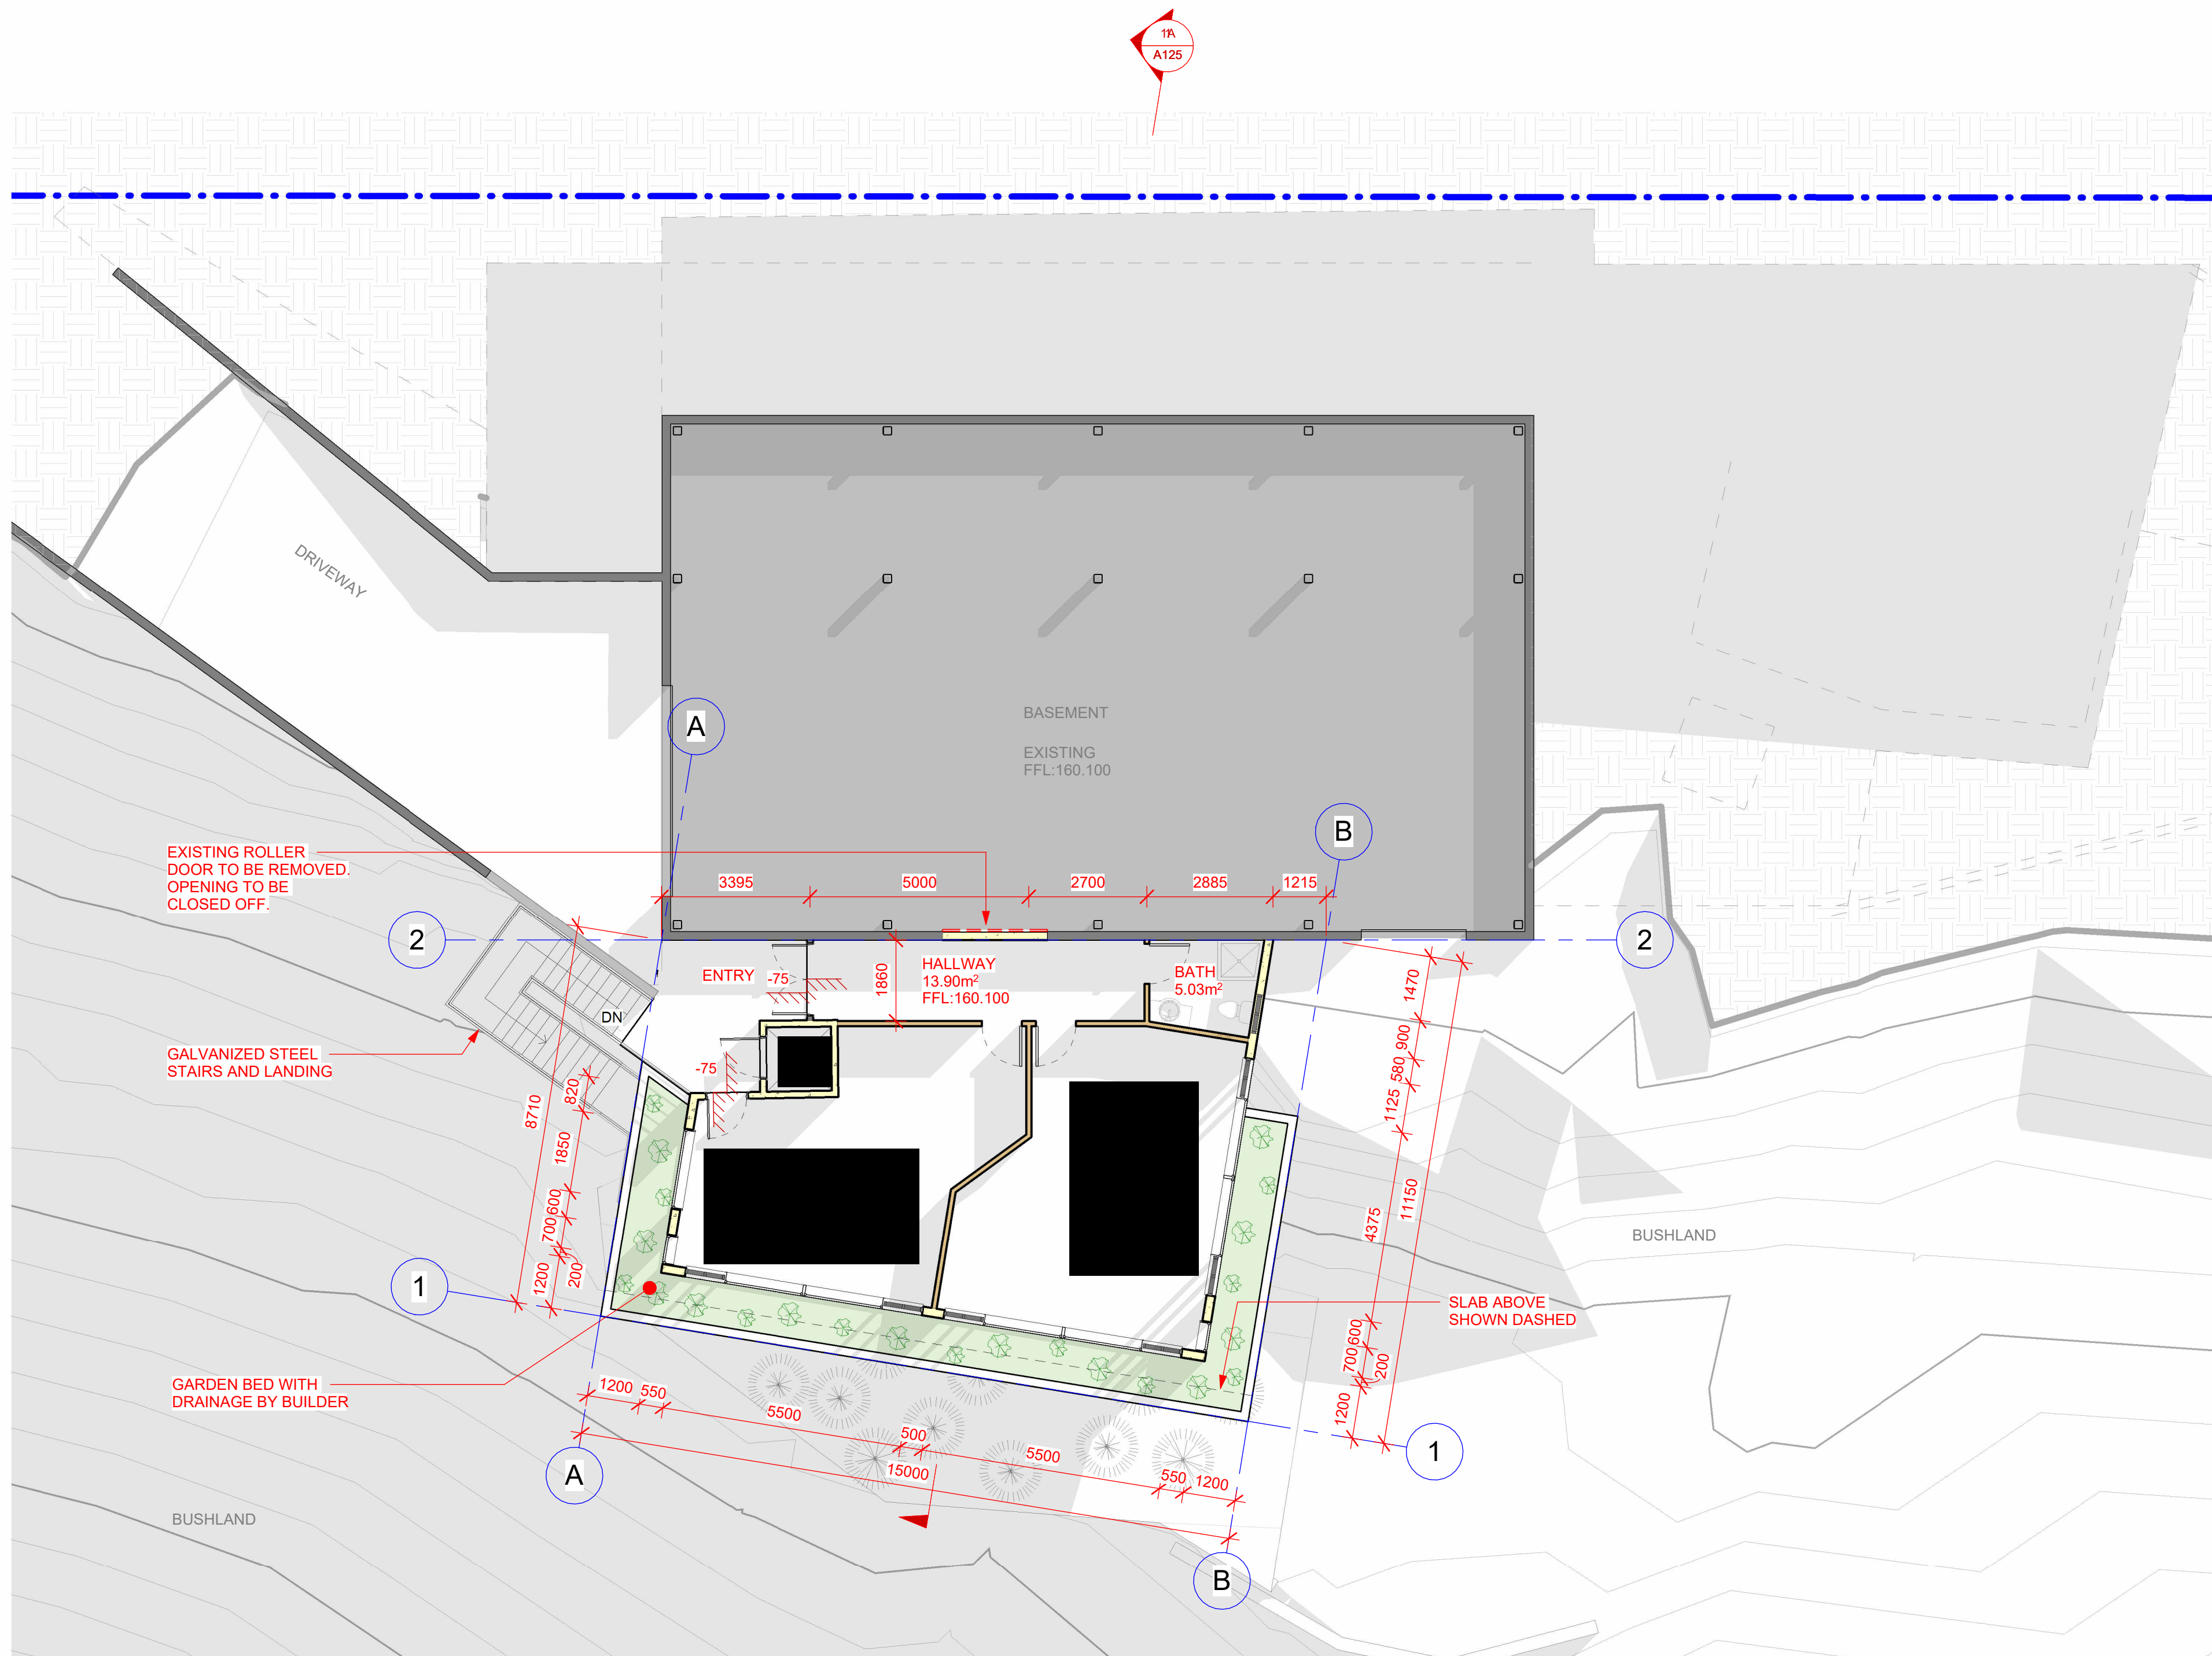 11A
A125
DRIVEWAY
A
BASEMENT
EXISTING
FFL:160.100
B
EXISTING ROLLER
DOOR TO BE REMOVED.
OPENING TO BE
CLOSED OFF.
3395
5000
2700
2885
1215
2
2
ENTRY
-75
1860
HALLWAY
13.90m²
FFL:160.100
BATH
5.03m²
DN
GALVANIZED STEEL
STAIRS AND LANDING
-75
8710
820
1850
600
700
200
1200
1470
900
580
1125
4375
11150
600
700
200
1200
BUSHLAND
1
SLAB ABOVE
SHOWN DASHED
GARDEN BED WITH
DRAINAGE BY BUILDER
1200
550
5500
500
5500
550
1200
15000
1
A
B
BUSHLAND